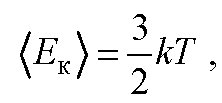 ⟨Eк⟩ = 3/2 kT ,